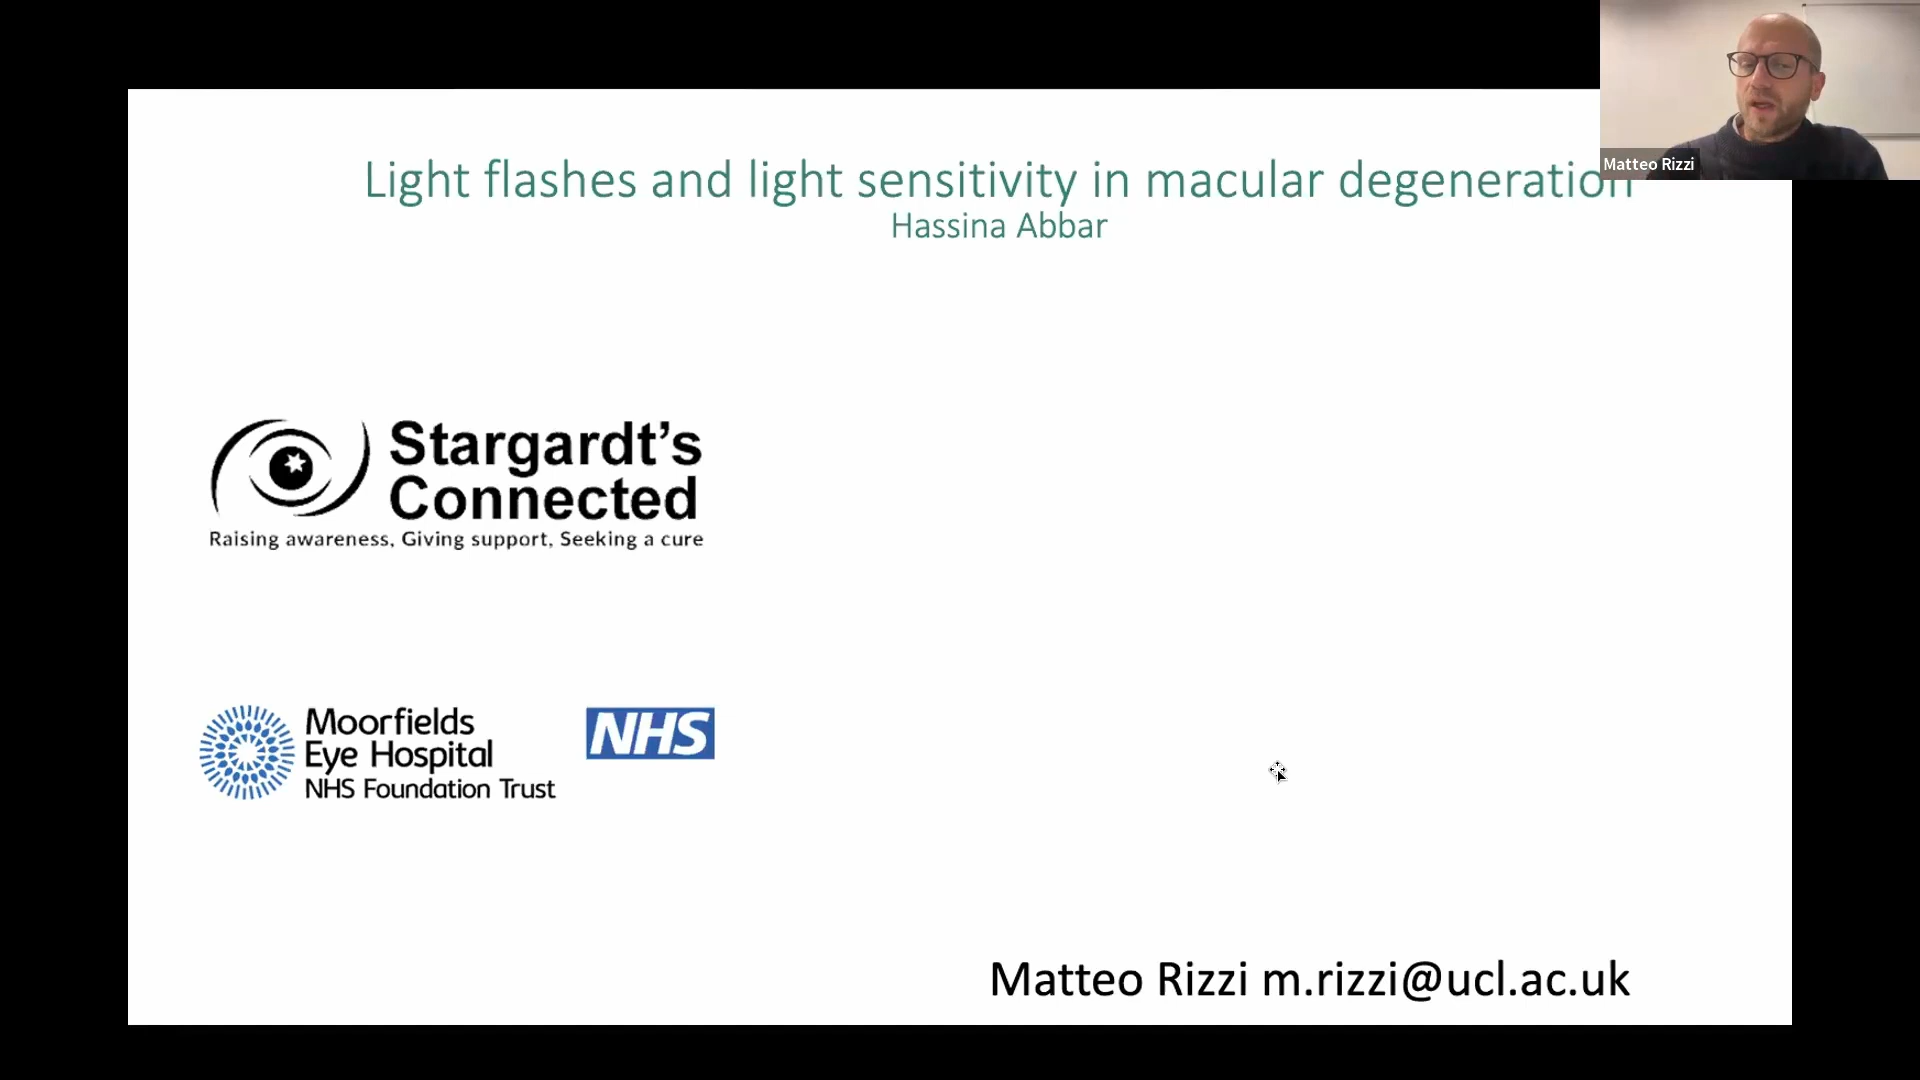 Matteo Rizzi
Light flashes and light sensitivity in macular degeneration
Hassina Abbar
Stargardt's
Connected
Raising awareness, Giving support, Seeking a cure
Moorfields
Eye Hospital
NHS Foundation Trust
NHS
Matteo Rizzi m.rizzi@ucl.ac.uk